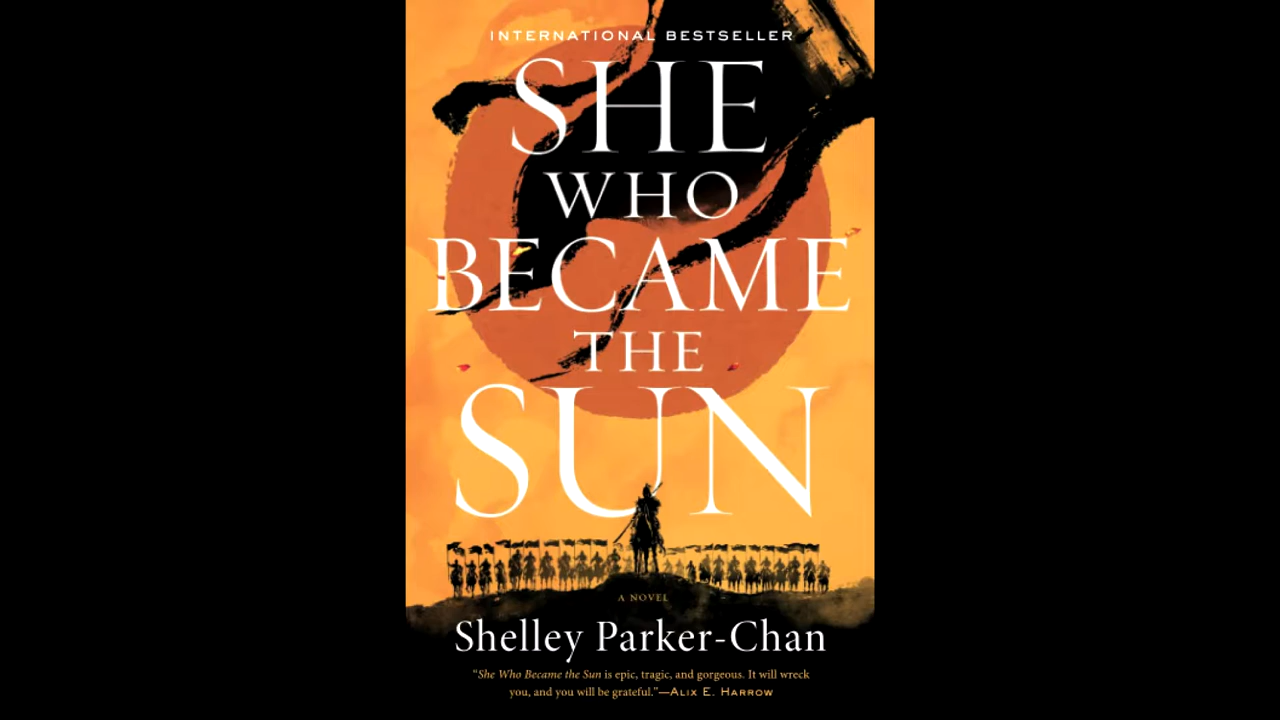 INTERNATIONAL BESTSELLER
SHE
WHO
BECAME
THE
SUN
A NOVEL
Shelley Parker-Chan
“She Who Became the Sun is epic, tragic, and gorgeous. It will wreck
you, and you will be grateful.”—ALIX E. HARROW